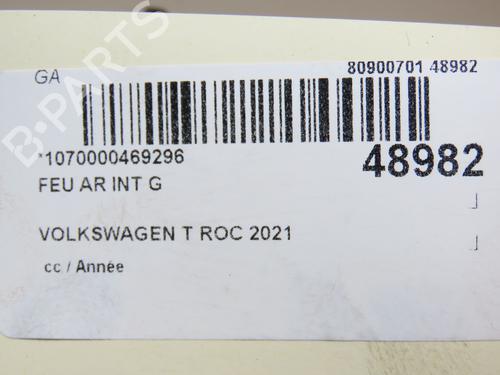 GA
80900701 48982
*1070000469296
48982
FEU AR INT G
VOLKSWAGEN T ROC 2021
cc / Année
B-PARTS